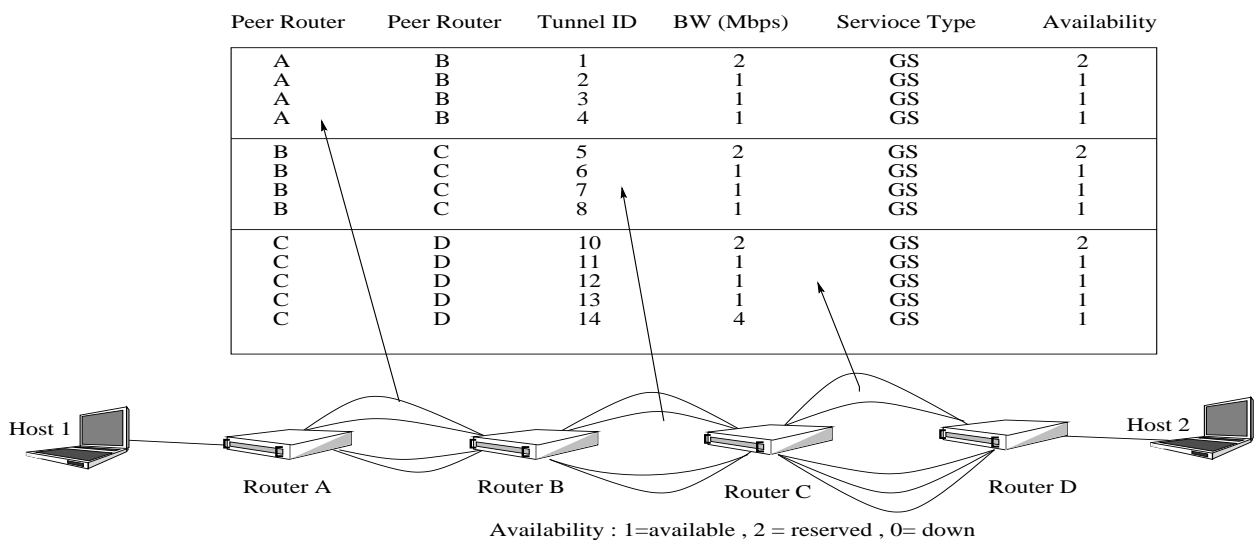 Peer Router Peer Router Tunnel ID BW (Mbps) Servioce Type Availability
A B 1 2 GS 2
A B 2 1 GS 1
A B 3 1 GS 1
A B 4 1 GS 1
B C 5 2 GS 2
B C 6 1 GS 1
B C 7 1 GS 1
B C 8 1 GS 1
C D 10 2 GS 2
C D 11 1 GS 1
C D 12 1 GS 1
C D 13 1 GS 1
C D 14 4 GS 1
Host 1
Host 2
Router A
Router B
Router C
Router D
Availability : 1=available , 2 = reserved , 0= down